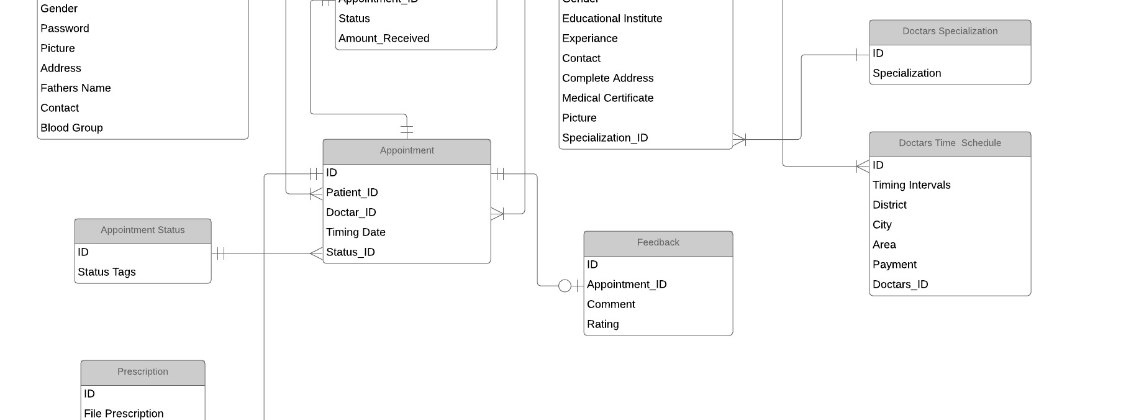 Gender
Password
Picture
Address
Fathers Name
Contact
Blood Group
Appointment_ID
Status
Amount_Received
Gender
Educational Institute
Experiance
Contact
Complete Address
Medical Certificate
Picture
Specialization_ID
Doctars Specialization
ID
Specialization
Appointment
ID
Patient_ID
Doctar_ID
Timing Date
Status_ID
Doctars Time Schedule
ID
Timing Intervals
District
City
Area
Payment
Doctars_ID
Appointment Status
ID
Status Tags
Feedback
ID
Appointment_ID
Comment
Rating
Prescription
ID
File Prescription